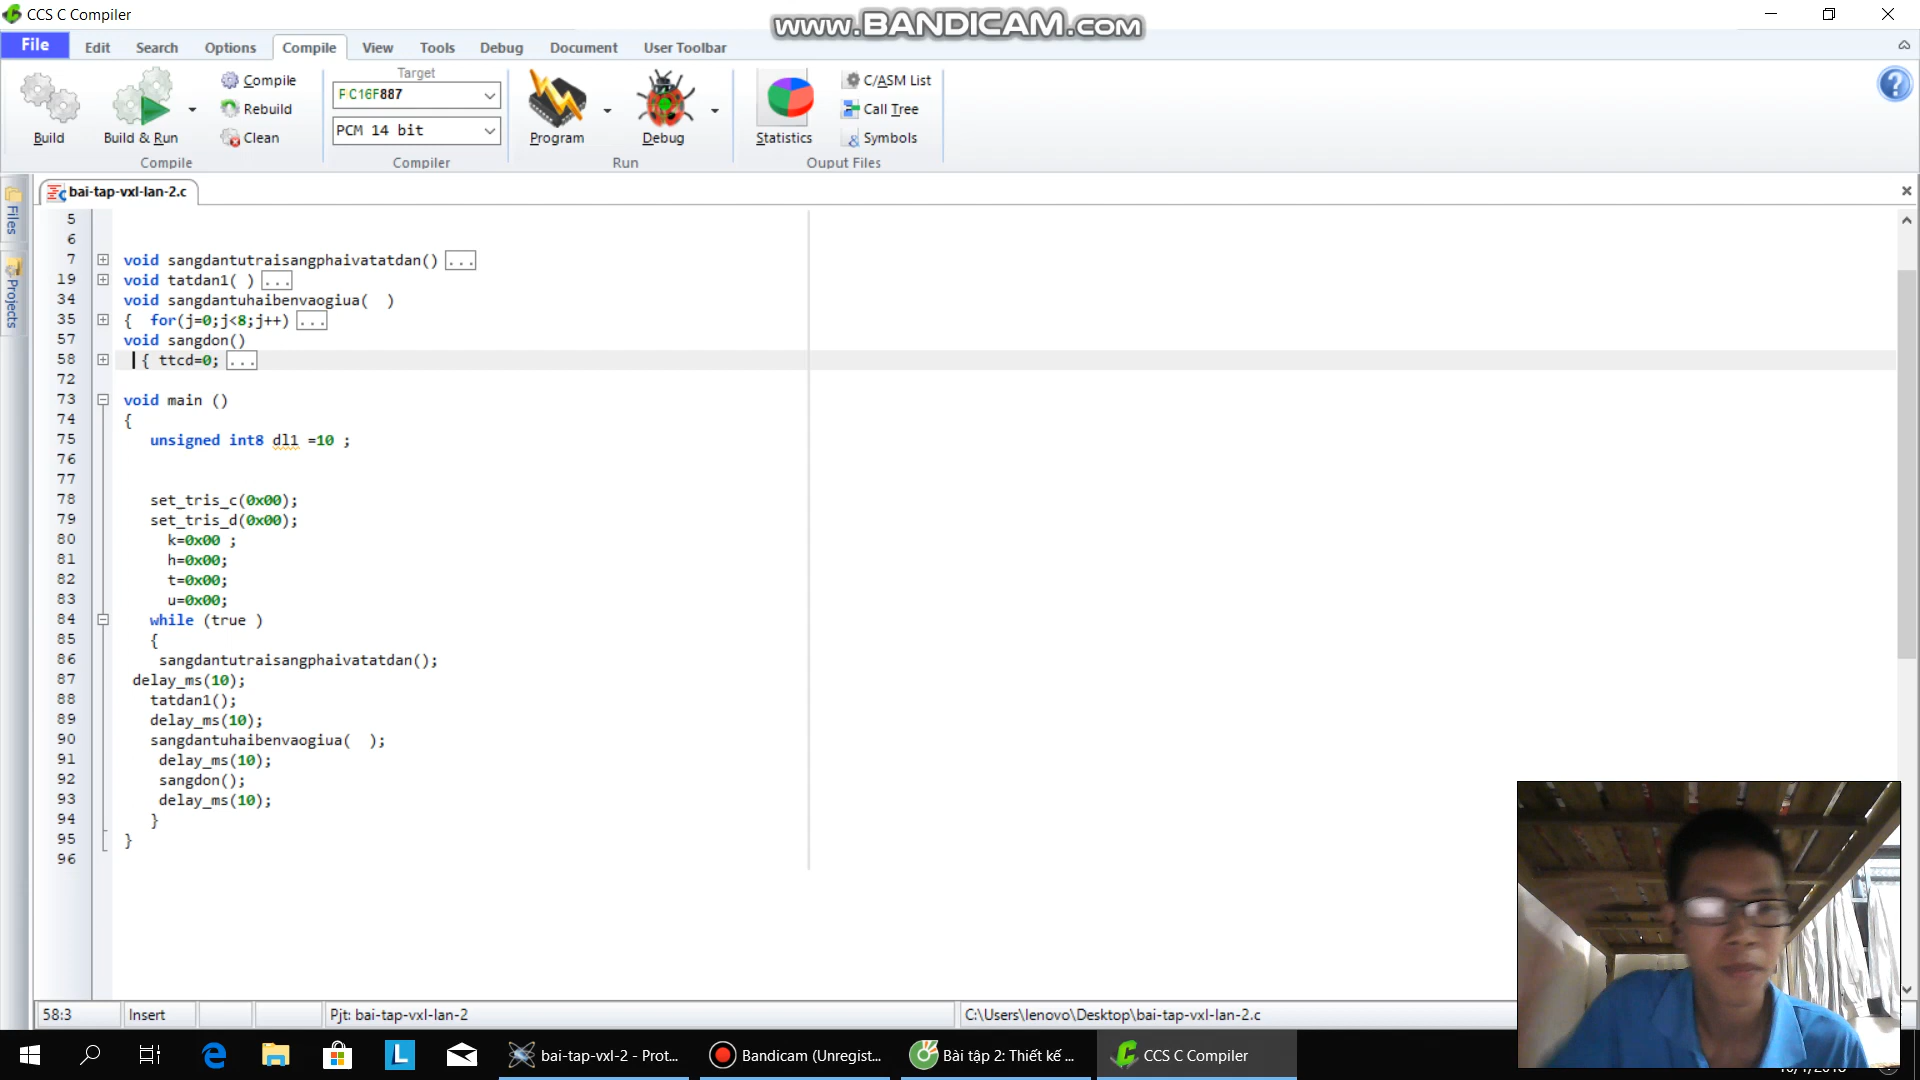 CCS C Compiler
www.BANDICAM.com
File Edit Search Options Compile View Tools Debug Document User Toolbar
Build
Build & Run
Compile
Rebuild
Clean
Compile
Target
PIC16F887
PCM 14 bit
Compiler
Program
Debug
Run
Statistics
C/ASM List
Call Tree
Symbols
Ouput Files
Files
Projects
bai-tap-vxl-lan-2.c
5
6
7 void sangdantutraisangphaivatatdan() ...
19 void tatdan1( ) ...
34 void sangdantuhaibenvaogiua(  )
35 {  for(j=0;j<8;j++) ...
57 void sangdon()
58 { ttcd=0; ...
72
73 void main ()
74 {
75 unsigned int8 dl1 =10 ;
76
77
78 set_tris_c(0x00);
79 set_tris_d(0x00);
80 k=0x00 ;
81 h=0x00;
82 t=0x00;
83 u=0x00;
84 while (true )
85 {
86 sangdantutraisangphaivatatdan();
87 delay_ms(10);
88 tatdan1();
89 delay_ms(10);
90 sangdantuhaibenvaogiua(  );
91 delay_ms(10);
92 sangdon();
93 delay_ms(10);
94 }
95 }
96
58:3 Insert Pjt: bai-tap-vxl-lan-2 C:\Users\lenovo\Desktop\bai-tap-vxl-lan-2.c
bai-tap-vxl-2 - Prot...
Bandicam (Unregist...
Bài tập 2: Thiết kế ...
CCS C Compiler